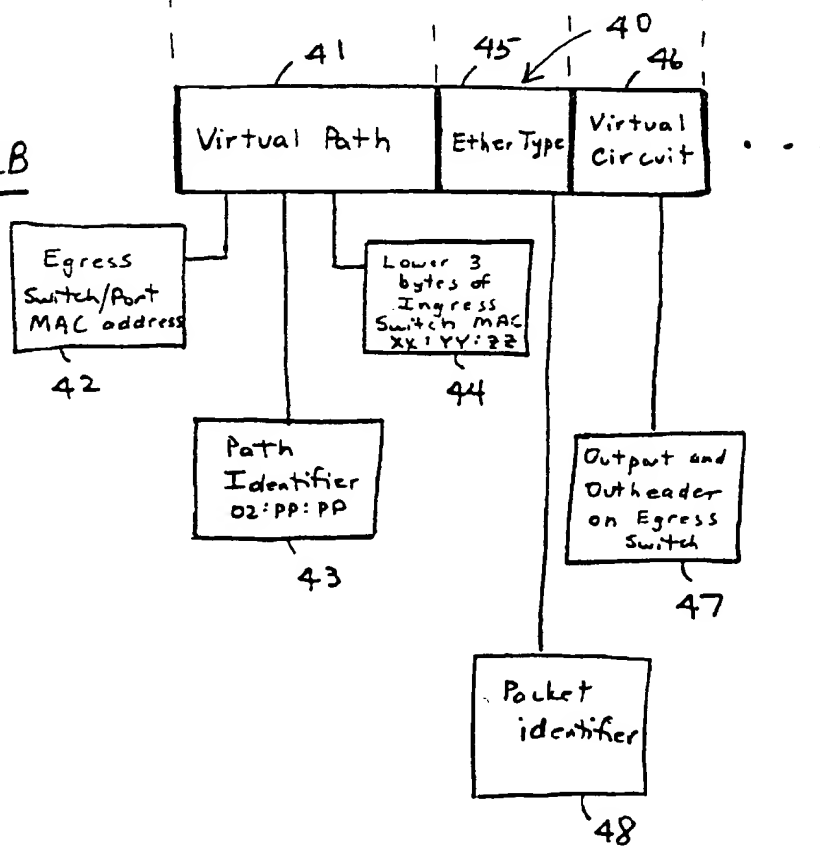 40
41
45
46
Virtual Path
EtherType
Virtual
Circuit
Egress
Switch/Port
MAC address
42
Lower 3
bytes of
Ingress
Switch MAC
XX:YY:ZZ
44
Path
Identifier
02:PP:PP
43
Output and
Outheader
on Egress
Switch
47
Packet
identifier
48